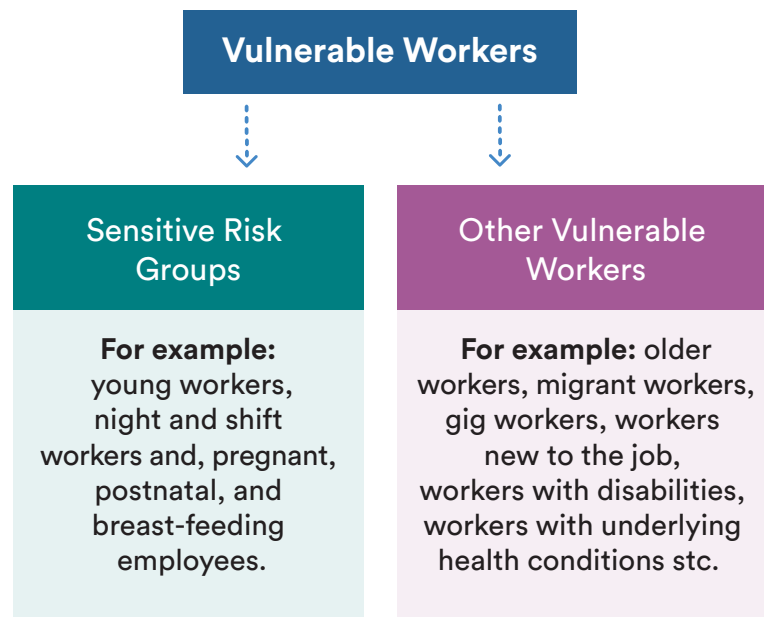 Vulnerable Workers
Sensitive Risk
Groups
For example:
young workers,
night and shift
workers and, pregnant,
postnatal, and
breast-feeding
employees.
Other Vulnerable
Workers
For example: older
workers, migrant workers,
gig workers, workers
new to the job,
workers with disabilities,
workers with underlying
health conditions stc.